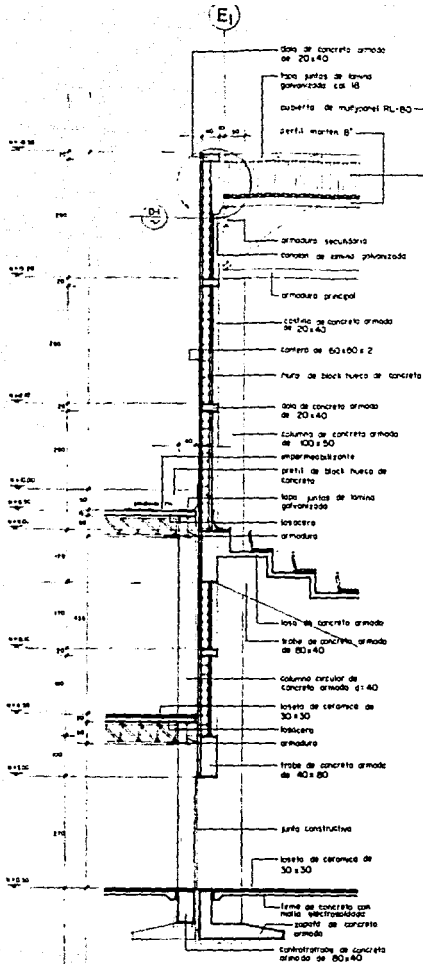 E1
dala de concreto armado
de 20x40
tapa juntas de lamina
galvanizada cal 18
cubierta de multypanel RL-80
perfil monten 8"
armadura secundaria
canalon de lamina galvanizada
armadura principal
castillo de concreto armado
de 20x40
cantera de 60x60x2
muro de block hueco de concreto
dala de concreto armado
de 20x40
columna de concreto armado
de 100x50
impermeabilizante
pretil de block hueco de
concreto
tapa juntas de lamina
galvanizada
losacero
armadura
losa de concreto armado
trabe de concreto armado
de 80x40
columna circular de
concreto armado d=40
loseta de ceramica de
30x30
losacero
armadura
trabe de concreto armado
de 40x80
junta constructiva
loseta de ceramica de
30x30
firme de concreto con
malla electrosoldada
zapata de concreto
armado
contratrabe de concreto
armado de 80x40